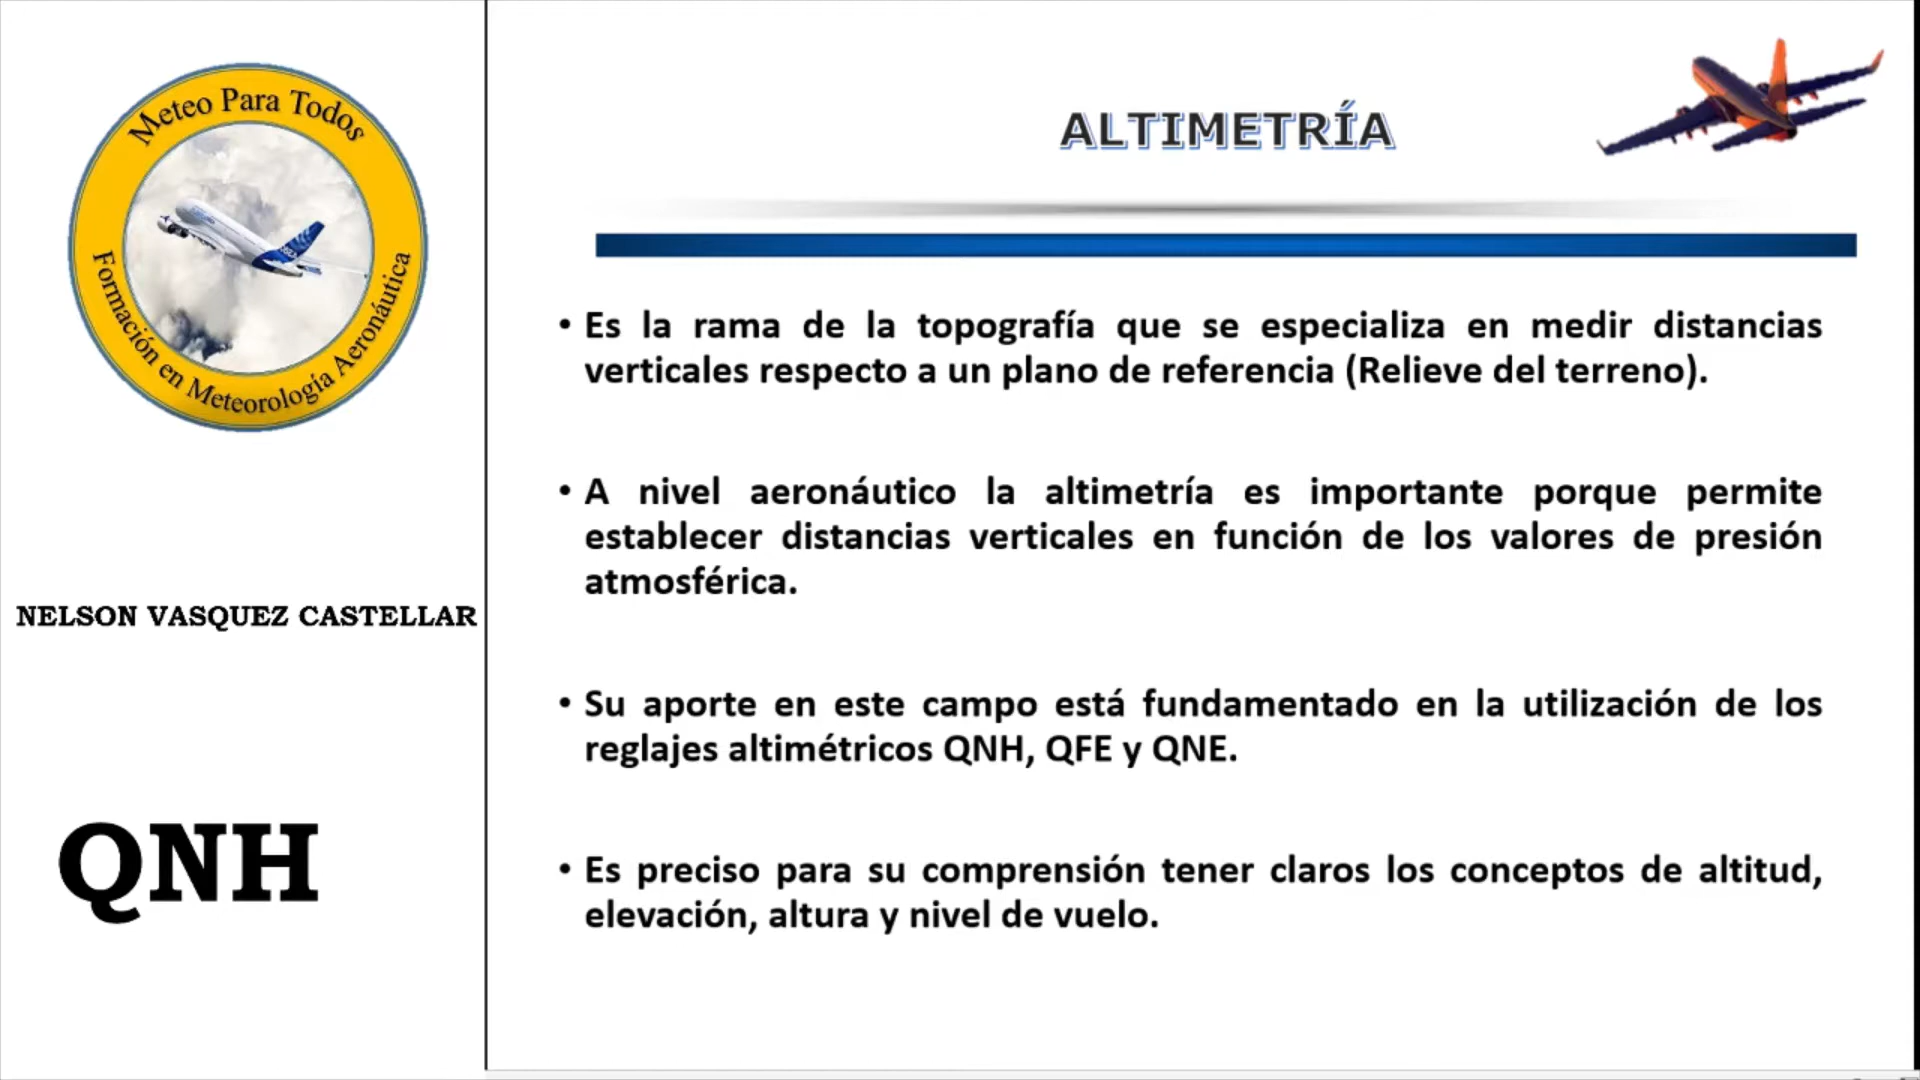 Meteo Para Todos
Formación en Meteorología Aeronáutica
NELSON VASQUEZ CASTELLAR
QNH
ALTIMETRÍA
• Es la rama de la topografía que se especializa en medir distancias
verticales respecto a un plano de referencia (Relieve del terreno).
• A nivel aeronáutico la altimetría es importante porque permite
establecer distancias verticales en función de los valores de presión
atmosférica.
• Su aporte en este campo está fundamentado en la utilización de los
reglajes altimétricos QNH, QFE y QNE.
• Es preciso para su comprensión tener claros los conceptos de altitud,
elevación, altura y nivel de vuelo.